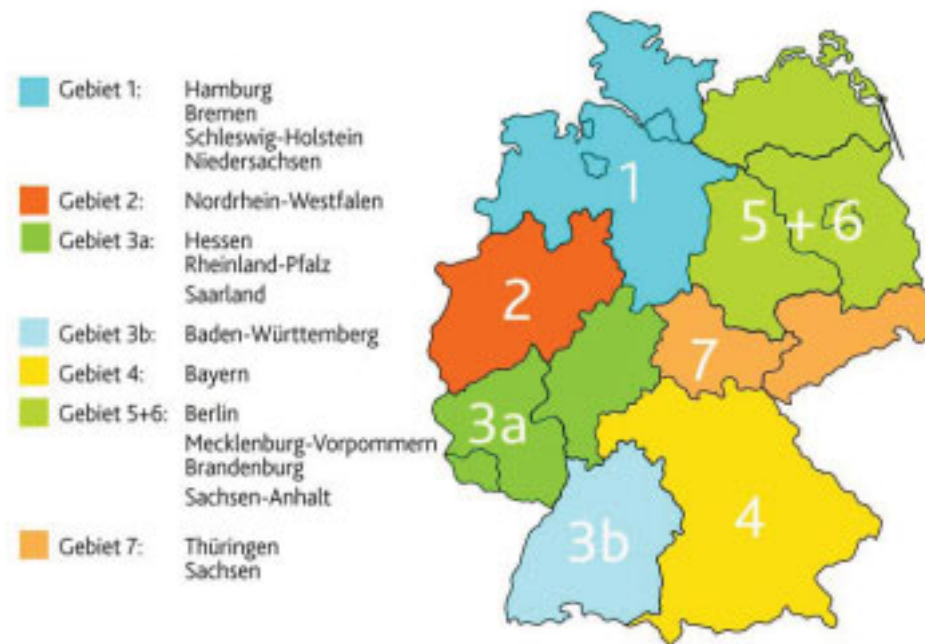 Gebiet 1: Hamburg
Bremen
Schleswig-Holstein
Niedersachsen
Gebiet 2: Nordrhein-Westfalen
Gebiet 3a: Hessen
Rheinland-Pfalz
Saarland
Gebiet 3b: Baden-Württemberg
Gebiet 4: Bayern
Gebiet 5+6: Berlin
Mecklenburg-Vorpommern
Brandenburg
Sachsen-Anhalt
Gebiet 7: Thüringen
Sachsen
1
5 + 6
2
7
3a
4
3b